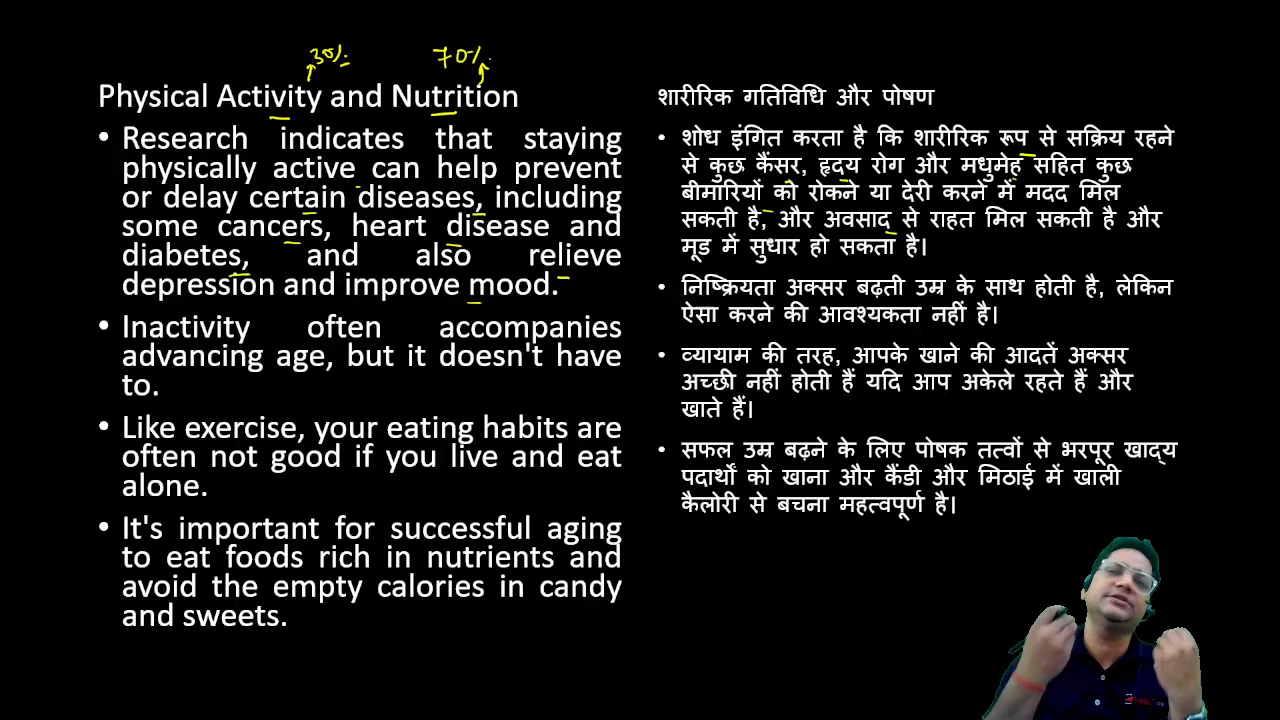 30%
70%
Physical Activity and Nutrition
• Research indicates that staying
physically active can help prevent
or delay certain diseases, including
some cancers, heart disease and
diabetes, and also relieve
depression and improve mood.
• Inactivity often accompanies
advancing age, but it doesn't have
to.
• Like exercise, your eating habits are
often not good if you live and eat
alone.
• It's important for successful aging
to eat foods rich in nutrients and
avoid the empty calories in candy
and sweets.
शारीरिक गतिविधि और पोषण
• शोध इंगित करता है कि शारीरिक रूप से सक्रिय रहने
से कुछ कैंसर, हृदय रोग और मधुमेह सहित कुछ
बीमारियों को रोकने या देरी करने में मदद मिल
सकती है, और अवसाद से राहत मिल सकती है और
मूड में सुधार हो सकता है।
• निष्क्रियता अक्सर बढ़ती उम्र के साथ होती है, लेकिन
ऐसा करने की आवश्यकता नहीं है।
• व्यायाम की तरह, आपके खाने की आदतें अक्सर
अच्छी नहीं होती हैं यदि आप अकेले रहते हैं और
खाते हैं।
• सफल उम्र बढ़ने के लिए पोषक तत्वों से भरपूर खाद्य
पदार्थों को खाना और कैंडी और मिठाई में खाली
कैलोरी से बचना महत्वपूर्ण है।